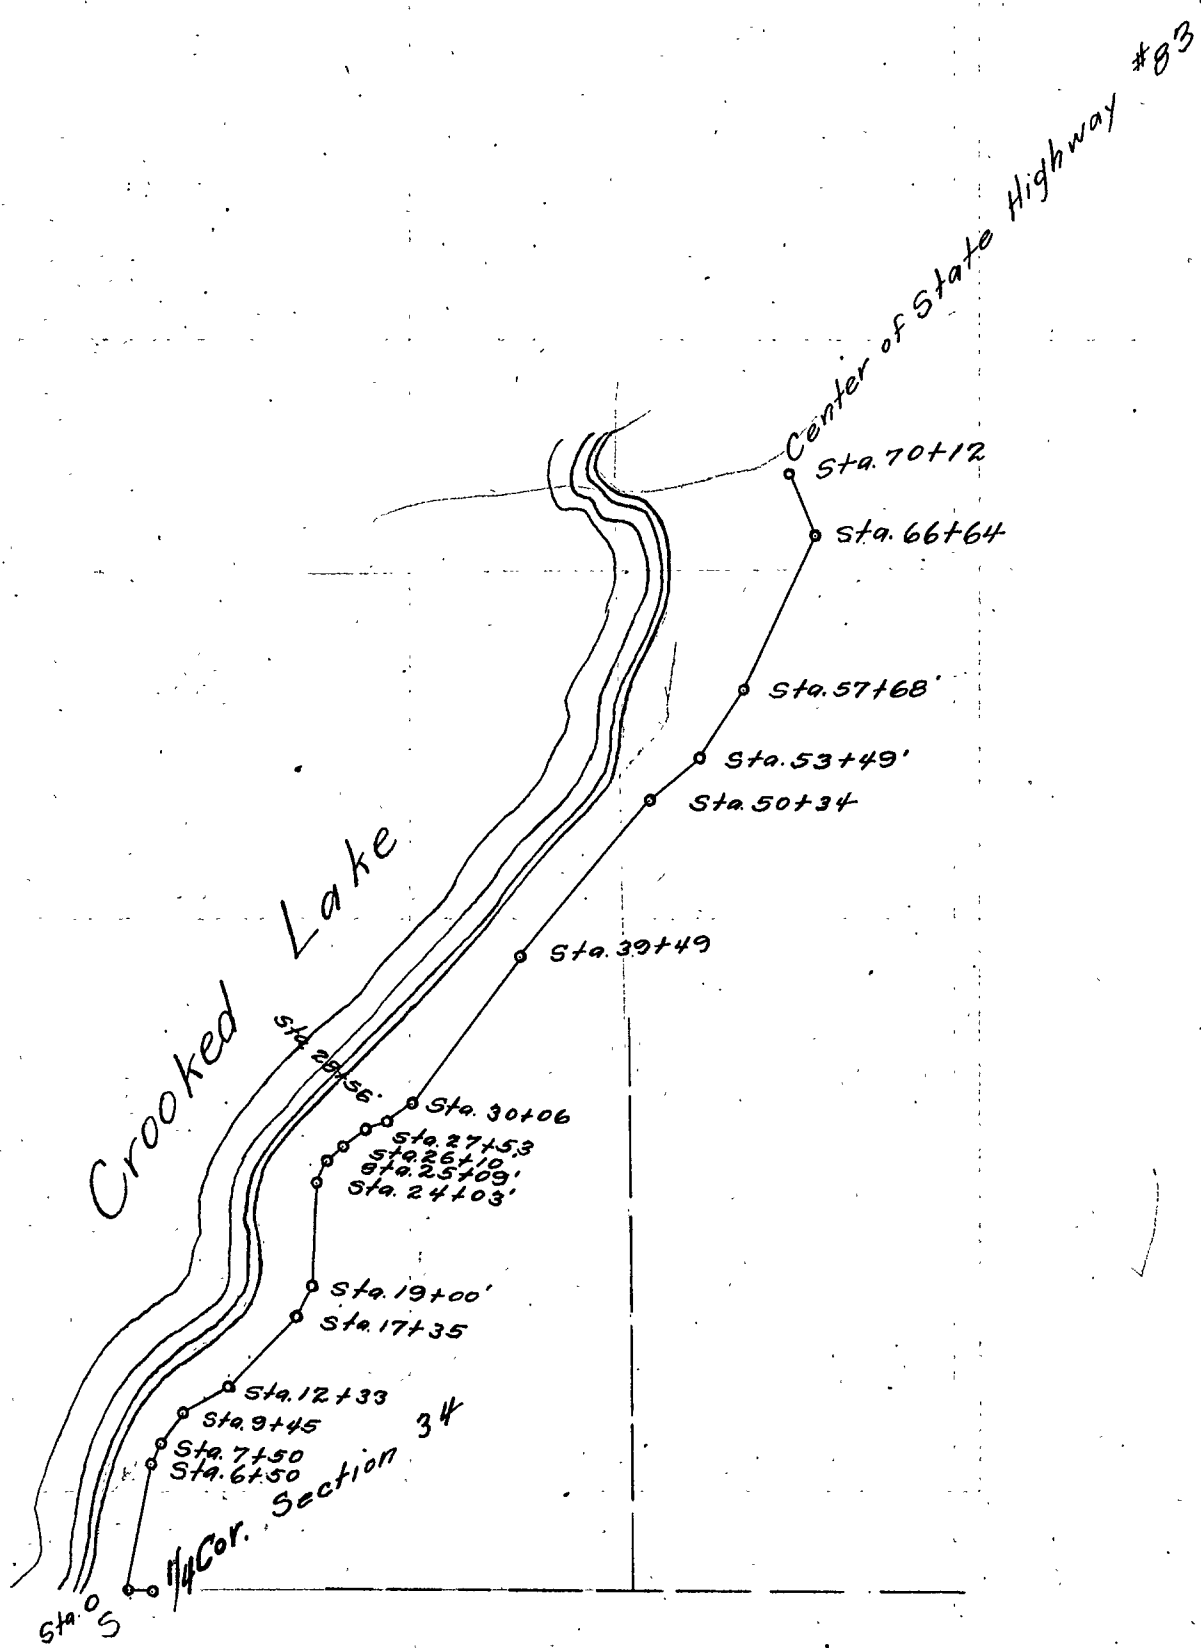 Center of State Highway #83
Sta. 70+12
Sta. 66+64
Sta. 57+68'
Sta. 53+49'
Sta. 50+34
Crooked Lake
Sta. 39+49
Sta. 29+56'
Sta. 30+06
Sta. 27+53
Sta. 26+10
Sta. 25+09'
Sta. 24+03'
Sta. 19+00'
Sta. 17+35
Sta. 12+33
Sta. 9+45
Sta. 7+50
Sta. 6+50
1/4 Cor. Section 34
Sta. 0
S